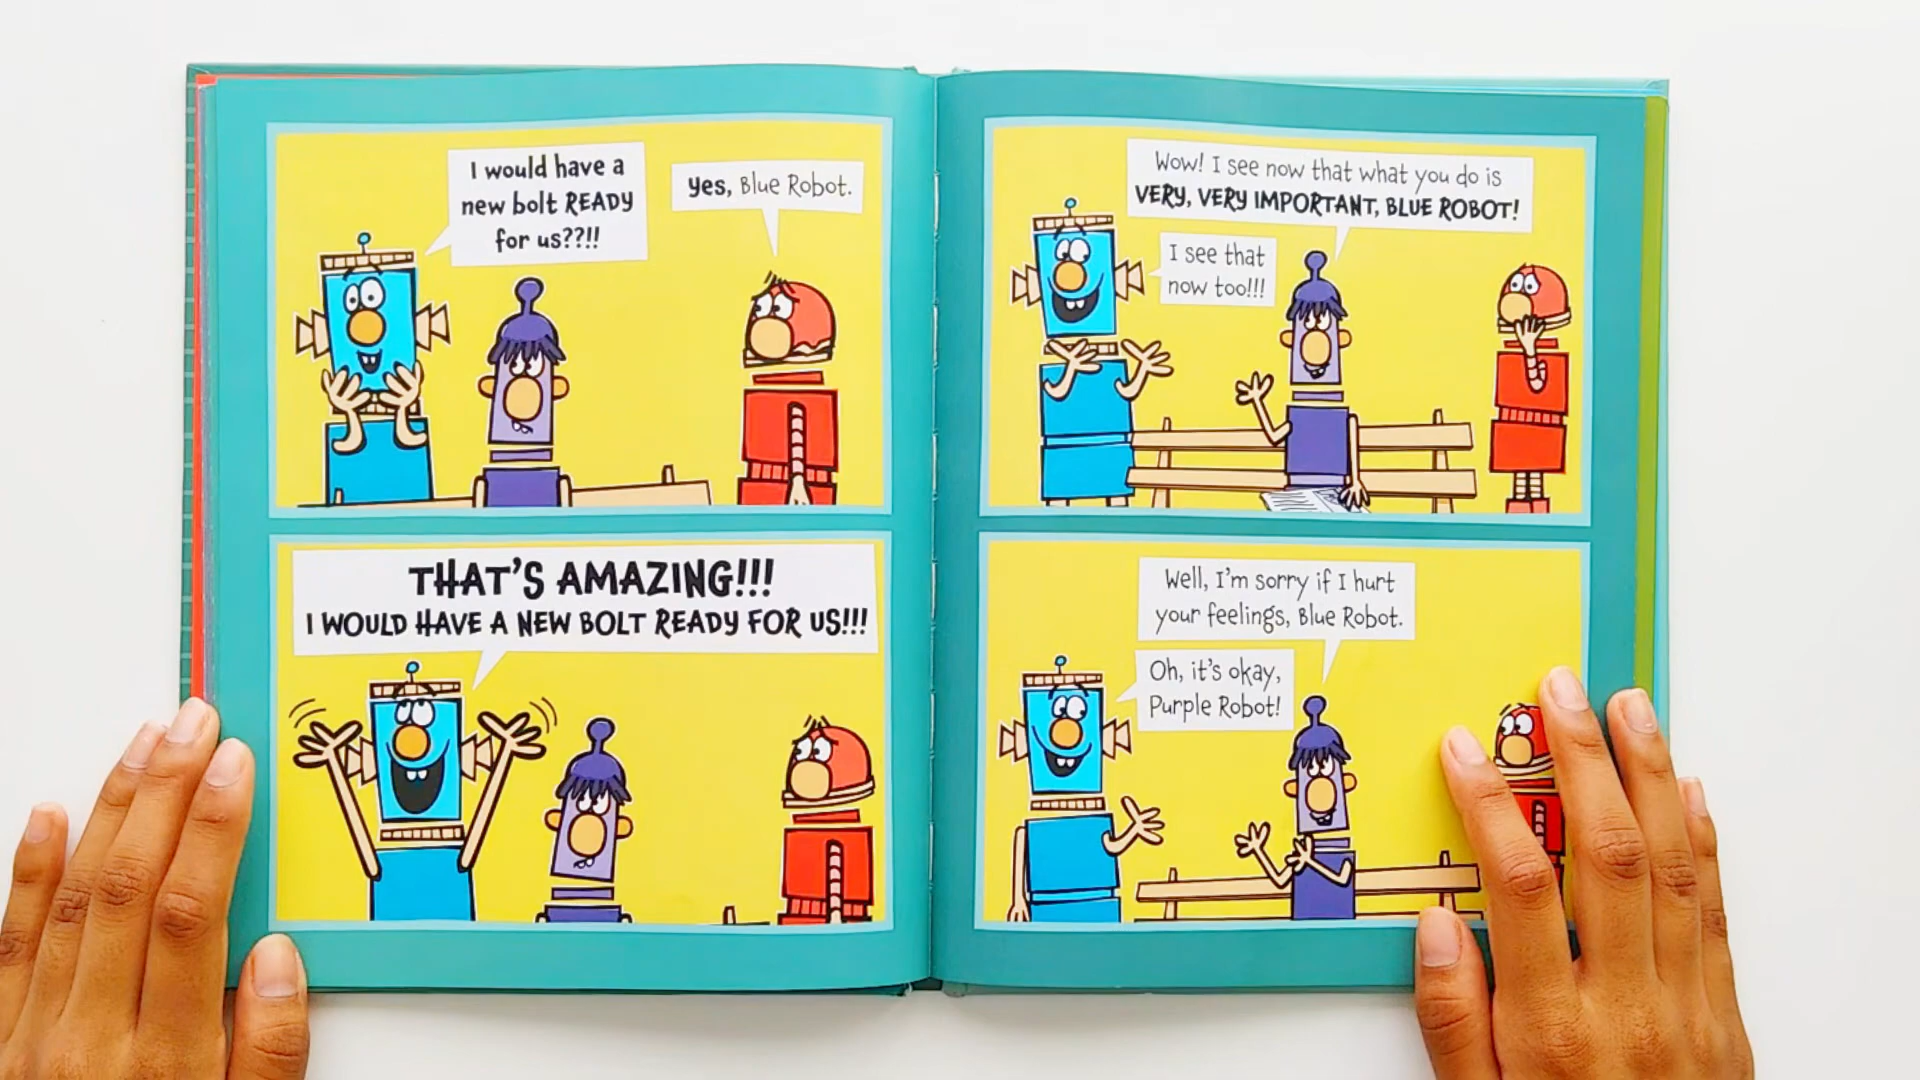 I would have a
new bolt READY
for us??!!
Yes, Blue Robot.
THAT'S AMAZING!!!
I WOULD HAVE A NEW BOLT READY FOR US!!!
Wow! I see now that what you do is
VERY, VERY IMPORTANT, BLUE ROBOT!
I see that
now too!!!
Well, I'm sorry if I hurt
your feelings, Blue Robot.
Oh, it's okay,
Purple Robot!